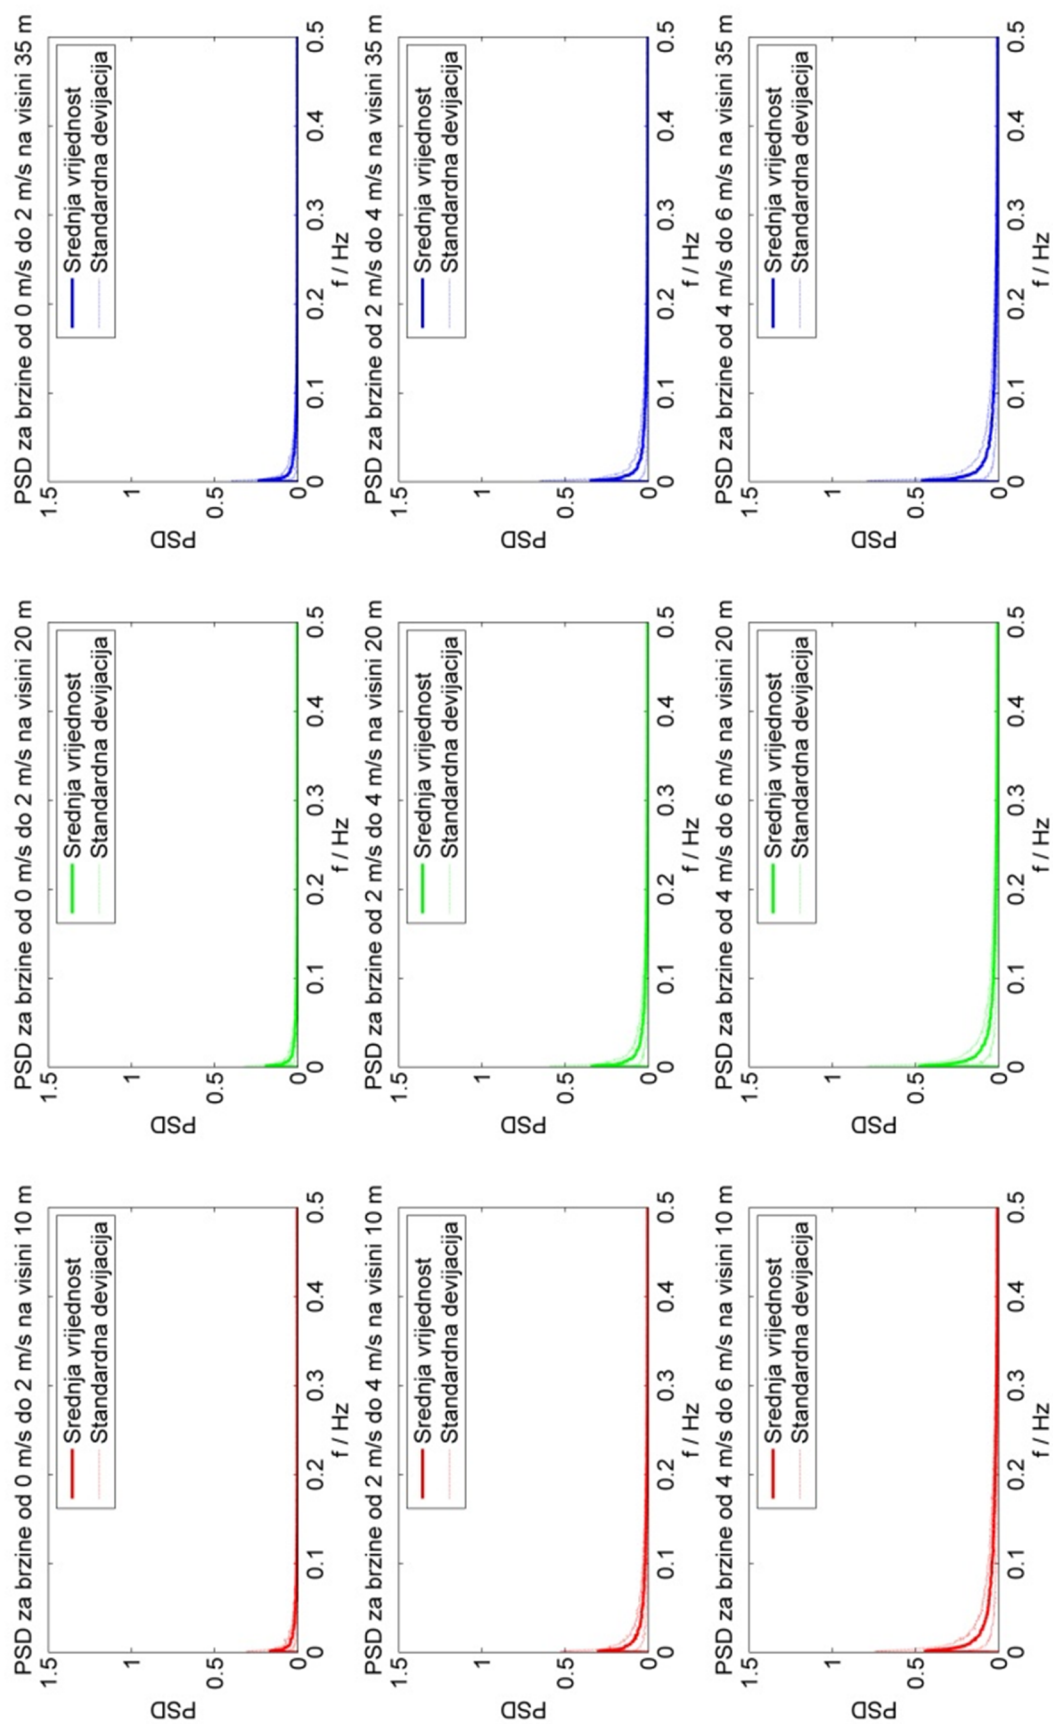 PSD za brzine od 0 m/s do 2 m/s na visini 10 m
1.5
1
0.5
0
PSD
Srednja vrijednost
Standardna devijacija
0 0.1 0.2 0.3 0.4 0.5
f / Hz
PSD za brzine od 0 m/s do 2 m/s na visini 20 m
1.5
1
0.5
0
PSD
Srednja vrijednost
Standardna devijacija
0 0.1 0.2 0.3 0.4 0.5
f / Hz
PSD za brzine od 0 m/s do 2 m/s na visini 35 m
1.5
1
0.5
0
PSD
Srednja vrijednost
Standardna devijacija
0 0.1 0.2 0.3 0.4 0.5
f / Hz
PSD za brzine od 2 m/s do 4 m/s na visini 10 m
1.5
1
0.5
0
PSD
Srednja vrijednost
Standardna devijacija
0 0.1 0.2 0.3 0.4 0.5
f / Hz
PSD za brzine od 2 m/s do 4 m/s na visini 20 m
1.5
1
0.5
0
PSD
Srednja vrijednost
Standardna devijacija
0 0.1 0.2 0.3 0.4 0.5
f / Hz
PSD za brzine od 2 m/s do 4 m/s na visini 35 m
1.5
1
0.5
0
PSD
Srednja vrijednost
Standardna devijacija
0 0.1 0.2 0.3 0.4 0.5
f / Hz
PSD za brzine od 4 m/s do 6 m/s na visini 10 m
1.5
1
0.5
0
PSD
Srednja vrijednost
Standardna devijacija
0 0.1 0.2 0.3 0.4 0.5
f / Hz
PSD za brzine od 4 m/s do 6 m/s na visini 20 m
1.5
1
0.5
0
PSD
Srednja vrijednost
Standardna devijacija
0 0.1 0.2 0.3 0.4 0.5
f / Hz
PSD za brzine od 4 m/s do 6 m/s na visini 35 m
1.5
1
0.5
0
PSD
Srednja vrijednost
Standardna devijacija
0 0.1 0.2 0.3 0.4 0.5
f / Hz